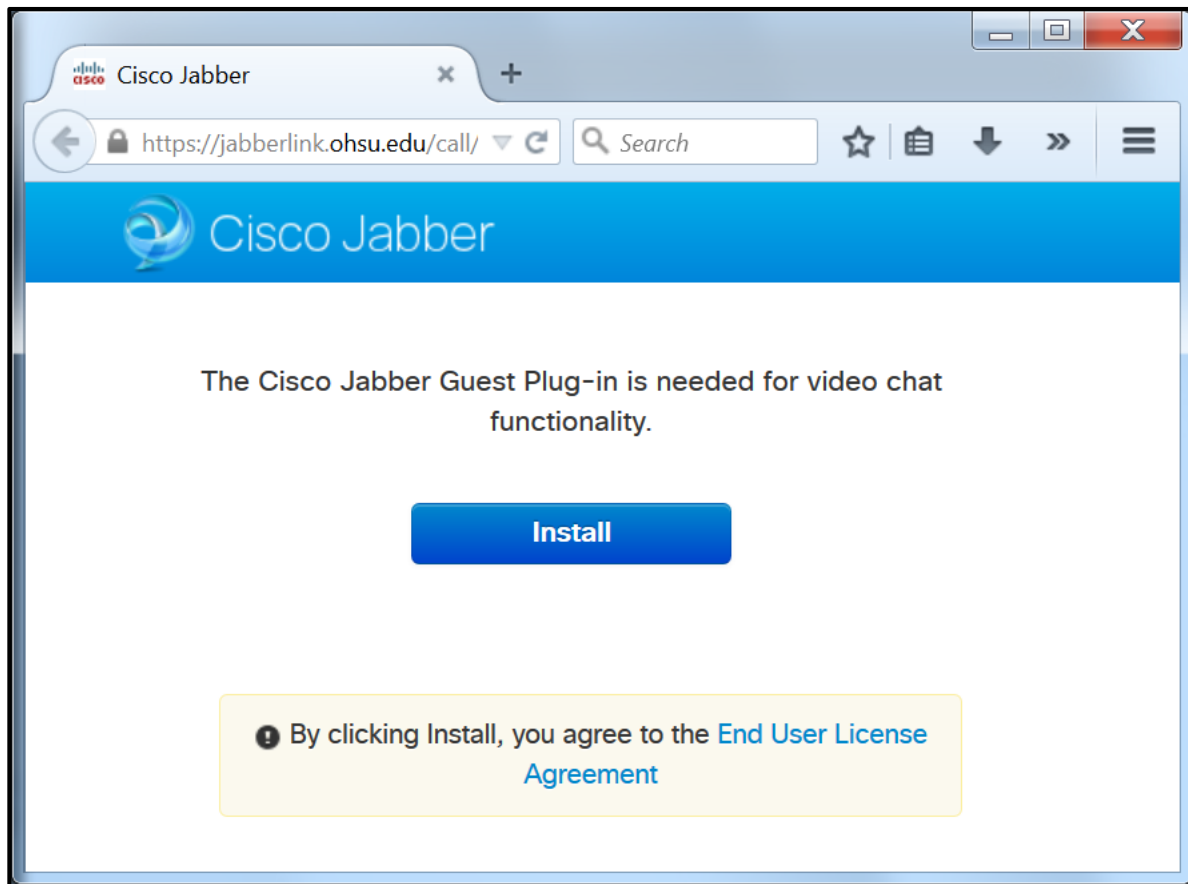 cisco Cisco Jabber
https://jabberlink.ohsu.edu/call/ Search
Cisco Jabber
The Cisco Jabber Guest Plug-in is needed for video chat
functionality.
Install
By clicking Install, you agree to the End User License
Agreement